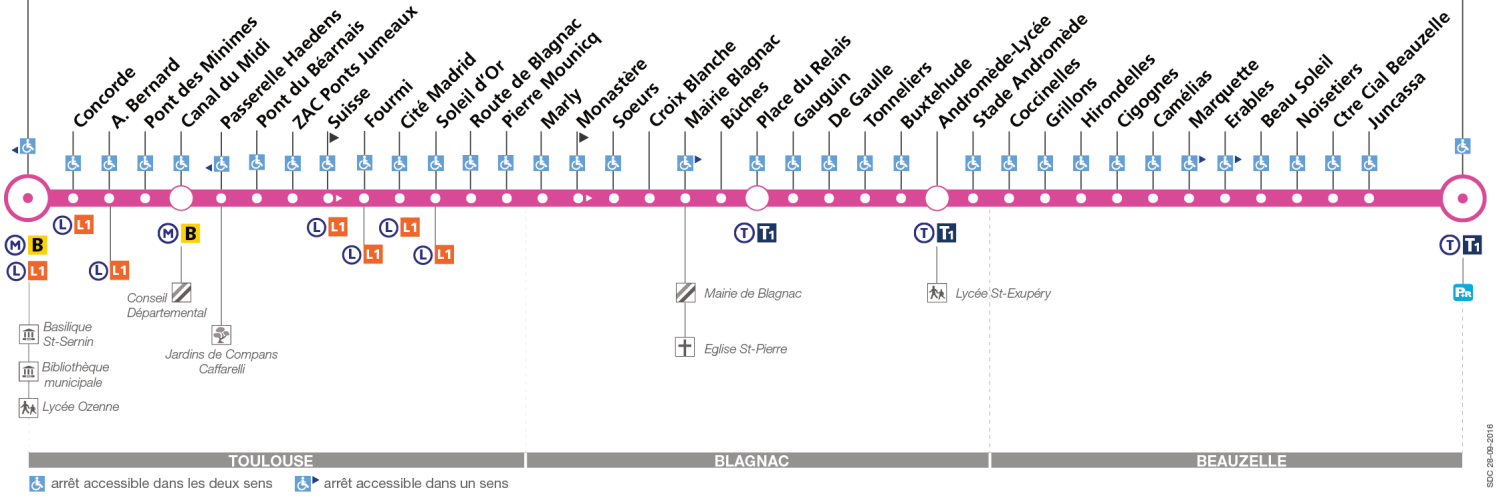 Concorde
A. Bernard
Pont des Minimes
Canal du Midi
Passerelle Haedens
Pont du Béarnais
ZAC Ponts Jumeaux
Suisse
Fourmi
Cité Madrid
Soleil d'Or
Route de Blagnac
Pierre Mounicq
Marly
Monastère
Soeurs
Croix Blanche
Mairie Blagnac
Bûches
Place du Relais
Gauguin
De Gaulle
Tonneliers
Buxtehude
Andromède-Lycée
Stade Andromède
Coccinelles
Grillons
Hirondelles
Cigognes
Camélias
Marquette
Erables
Beau Soleil
Noisetiers
Ctre Cial Beauzelle
Juncassa
M B
L L1
L L1
L L1
M B
L L1
L L1
L L1
L L1
T T1
T T1
T T1
P+R
Conseil
Départemental
Mairie de Blagnac
Lycée St-Exupéry
Basilique
St-Sernin
Jardins de Compans
Caffarelli
Eglise St-Pierre
Bibliothèque
municipale
Lycée Ozenne
TOULOUSE
BLAGNAC
BEAUZELLE
arrêt accessible dans les deux sens
arrêt accessible dans un sens
SDC 28-09-2016